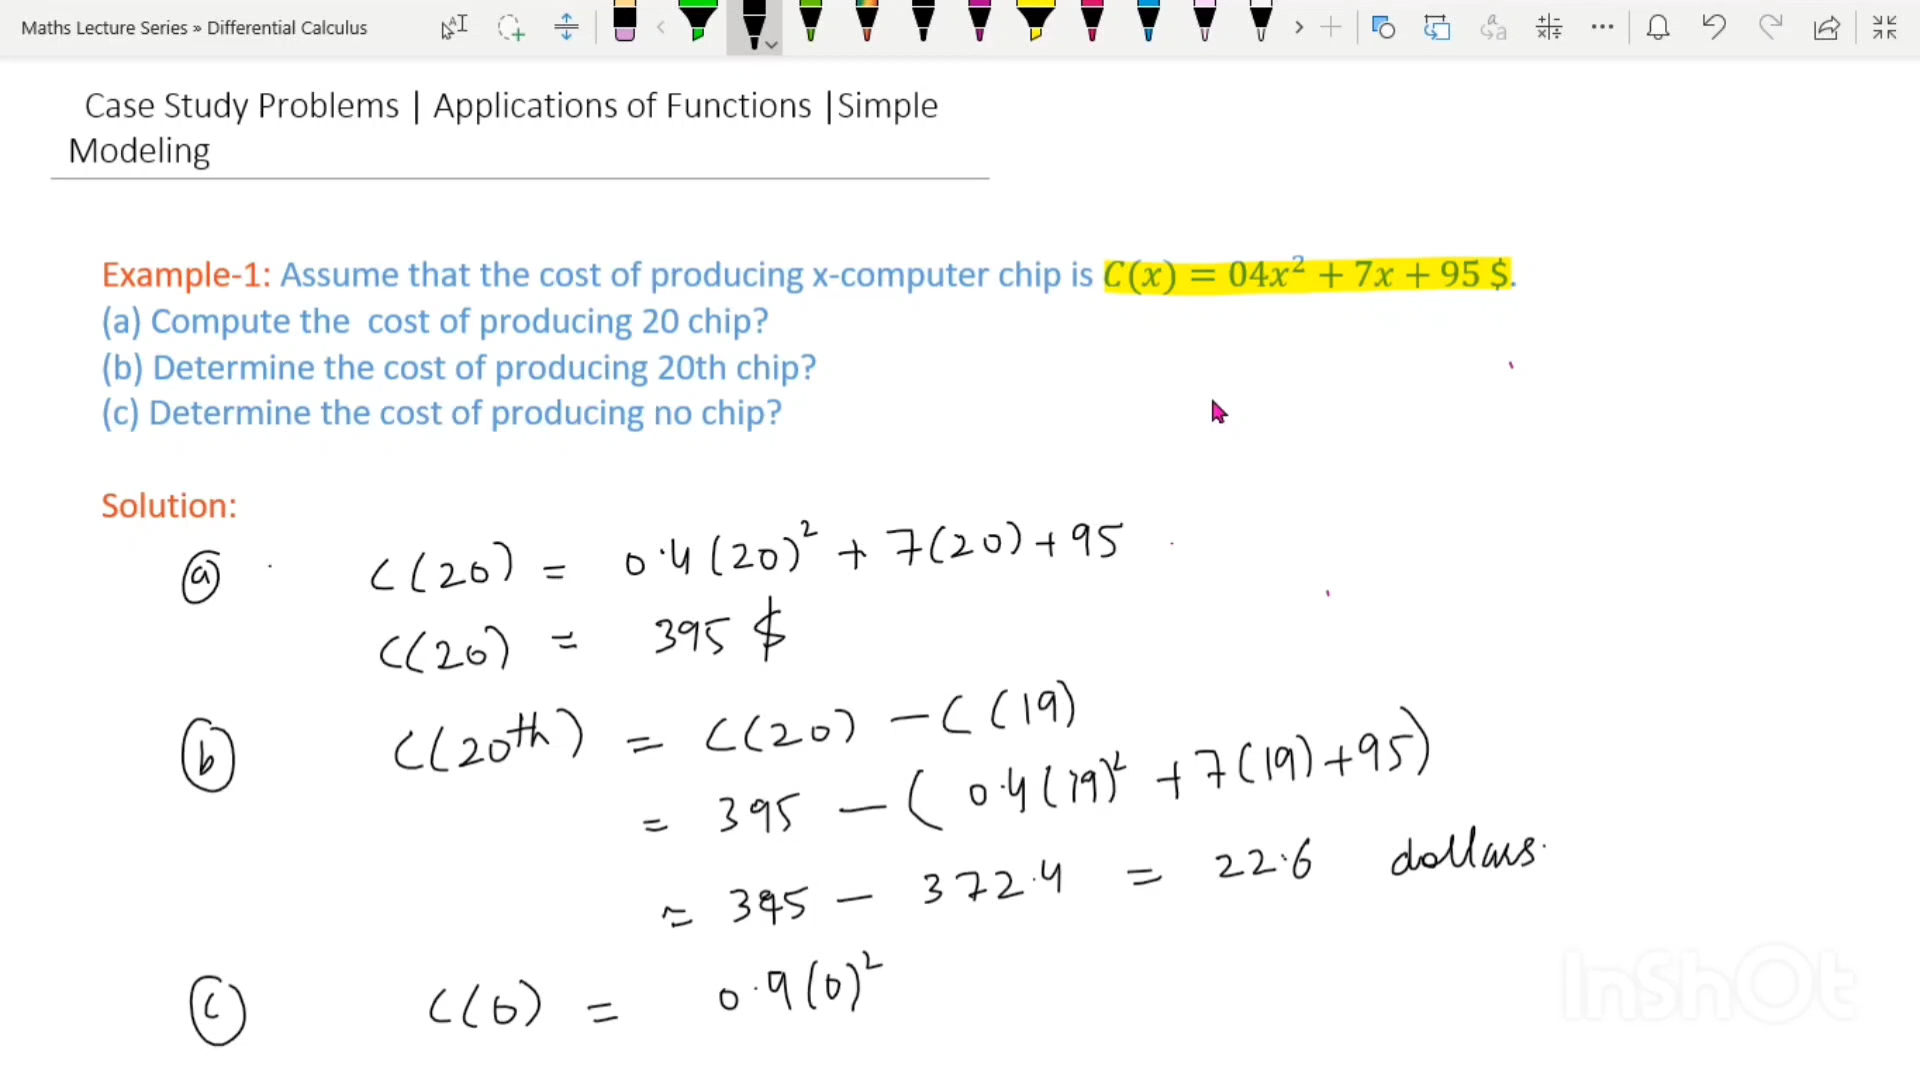 Maths Lecture Series » Differential Calculus
Case Study Problems | Applications of Functions |Simple
Modeling
Example-1: Assume that the cost of producing x-computer chip is C(x) = 04x² + 7x + 95 $.
(a) Compute the cost of producing 20 chip?
(b) Determine the cost of producing 20th chip?
(c) Determine the cost of producing no chip?
Solution:
(a) C(20) = 0.4(20)² + 7(20)+95
C(20) = 395 $
(b) C(20th) = C(20) - C(19)
= 395 - (0.4(19)² + 7(19)+95)
= 395 - 372.4 = 22.6 dollars.
(c) C(0) = 0.9(0)²
InShOt